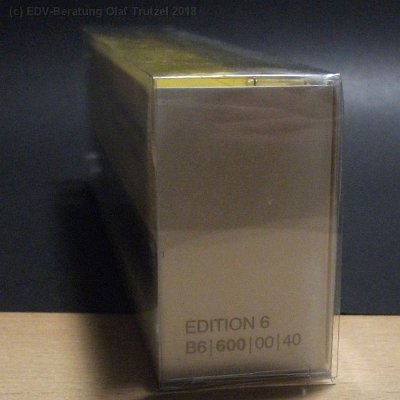 (c) EDV-Beratung Olaf Trutzel 2018
EDITION 6
B6|600|00|40